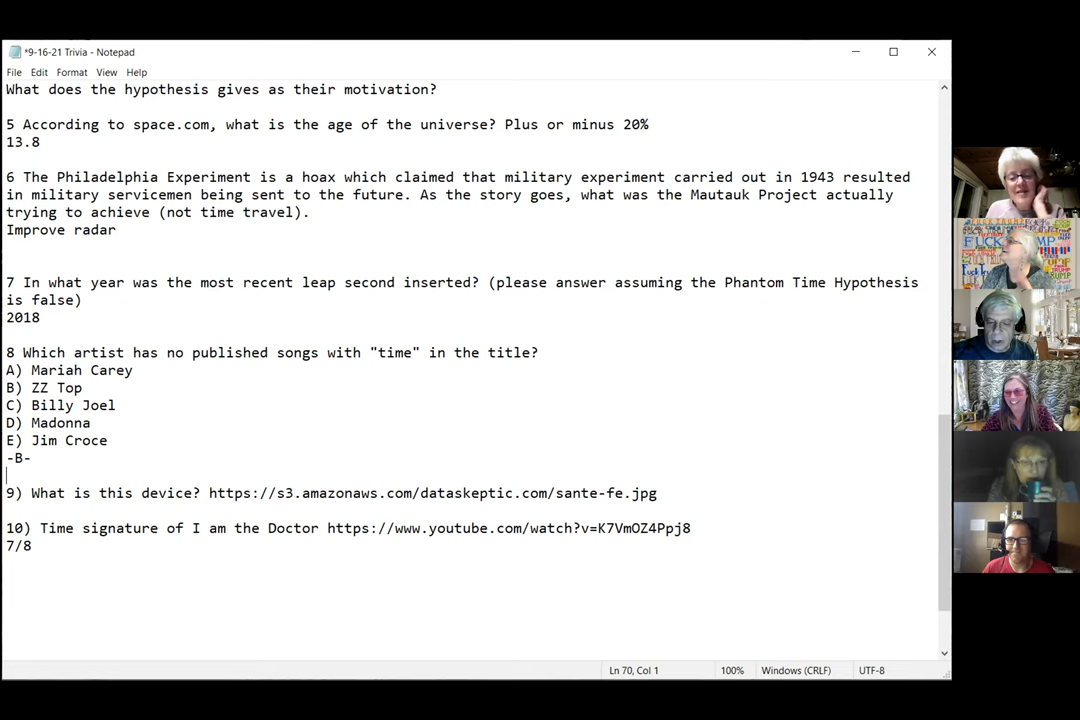 *9-16-21 Trivia - Notepad
File Edit Format View Help
What does the hypothesis gives as their motivation?
5 According to space.com, what is the age of the universe? Plus or minus 20%
13.8
6 The Philadelphia Experiment is a hoax which claimed that military experiment carried out in 1943 resulted
in military servicemen being sent to the future. As the story goes, what was the Mautauk Project actually
trying to achieve (not time travel).
Improve radar
7 In what year was the most recent leap second inserted? (please answer assuming the Phantom Time Hypothesis
is false)
2018
8 Which artist has no published songs with "time" in the title?
A) Mariah Carey
B) ZZ Top
C) Billy Joel
D) Madonna
E) Jim Croce
-B-
9) What is this device? https://s3.amazonaws.com/dataskeptic.com/sante-fe.jpg
10) Time signature of I am the Doctor https://www.youtube.com/watch?v=K7VmOZ4Ppj8
7/8
Ln 70, Col 1 100% Windows (CRLF) UTF-8
FUCK TRUMP